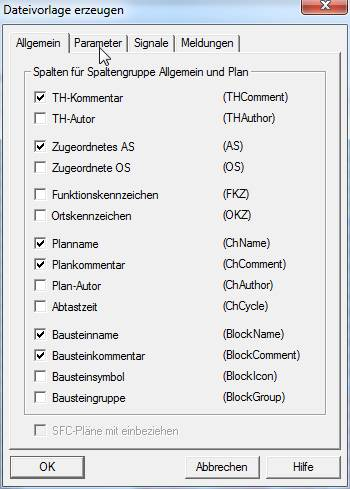 Dateivorlage erzeugen
Allgemein Parameter Signale Meldungen
Spalten für Spaltengruppe Allgemein und Plan
TH-Kommentar (THComment)
TH-Autor (THAuthor)
Zugeordnetes AS (AS)
Zugeordnete OS (OS)
Funktionskennzeichen (FKZ)
Ortskennzeichen (OKZ)
Planname (ChName)
Plankommentar (ChComment)
Plan-Autor (ChAuthor)
Abtastzeit (ChCycle)
Bausteinname (BlockName)
Bausteinkommentar (BlockComment)
Bausteinsymbol (BlockIcon)
Bausteingruppe (BlockGroup)
SFC-Pläne mit einbeziehen
OK Abbrechen Hilfe